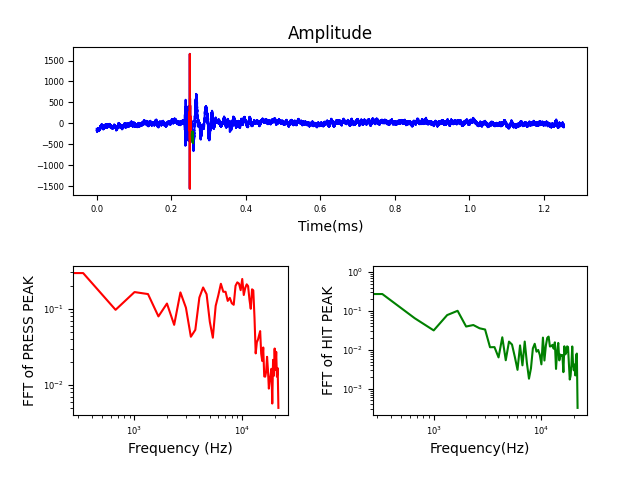 Amplitude
1500
1000
500
0
−500
−1000
−1500
0.0 0.2 0.4 0.6 0.8 1.0 1.2
Time(ms)
FFT of PRESS PEAK
10⁻¹
10⁻²
10³ 10⁴
Frequency (Hz)
FFT of HIT PEAK
10⁰
10⁻¹
10⁻²
10⁻³
10³ 10⁴
Frequency(Hz)